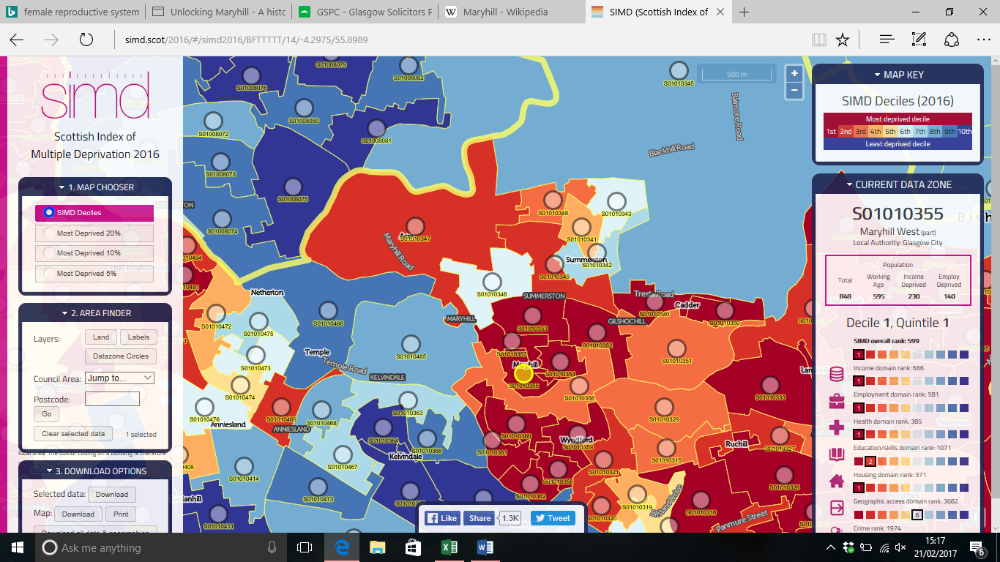 female reproductive system
Unlocking Maryhill - A histo
GSPC - Glasgow Solicitors P
Maryhill - Wikipedia
SIMD (Scottish Index of
simd.scot/2016/#/simd2016/BFTTTTT/14/-4.2975/55.8989
simd
Scottish Index of
Multiple Deprivation 2016
1. MAP CHOOSER
SIMD Deciles
Most Deprived 20%
Most Deprived 10%
Most Deprived 5%
2. AREA FINDER
Layers: Land Labels
Datazone Circles
Council Area: Jump to...
Postcode:
Go
Clear selected data 1 selected
3. DOWNLOAD OPTIONS
Selected data: Download
Map: Download Print
S01008076
S01008079
S01008082
S01008080
S01008072
S01008081
S01008073
S01008075
S01008074
S01010345
500 m
+
−
Balmore Road
Blackhill Road
S01010348
S01010343
S01010341
S01010347
Maryhill Road
Summerston
S01010342
S01010349
S01010346
SUMMERSTON
Tresta Road
S01010340
Cadder
S01010350
Netherton
S01010466
S01010472
S01010475
MARYHILL
GILSHOCHILL
S01010353
S01010352
S01010357
S01010351
Temple
S01010473
S01010465
Temple Road
KELVINDALE
Maryhill
S01010354
S01010355
S01010356
S01010474
S01010333
S01010476
Anniesland
S01010469
ANNIESLAND
S01010468
S01010363
S01010329
S01010364
S01010366
Kelvindale
S01010360
S01010361
Wyndford
S01010359
S01010315
Ruchill
S01010327
S01010467
S01010414
S01010321
S01010358
S01010326
S01010413
S01010362
S01010319
Bilsland Drive
S01010316
S01010411
S01010320
Panmure Street
S01010484
S01010481
MAP KEY
SIMD Deciles (2016)
Most deprived decile
1st 2nd 3rd 4th 5th 6th 7th 8th 9th 10th
Least deprived decile
CURRENT DATA ZONE
S01010355
Maryhill West (part)
Local Authority: Glasgow City
Population
Total Working Age Income Deprived Employ Deprived
848 595 230 140
Decile 1, Quintile 1
SIMD overall rank: 599
1
Income domain rank: 666
1
Employment domain rank: 581
1
Health domain rank: 385
1
Education/skills domain rank: 1071
2
Housing domain rank: 371
1
Geographic access domain rank: 3682
6
Crime rank: 1974
Like Share 1.3K Tweet
Ask me anything
15:17
21/02/2017
6